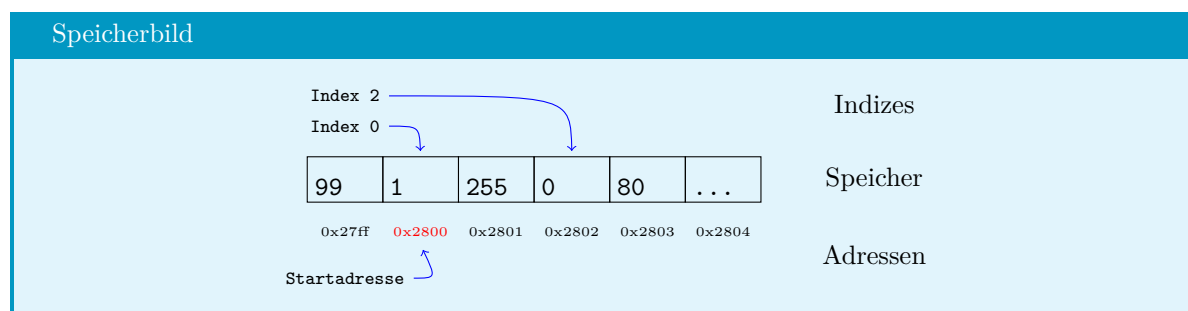 Speicherbild
Index 2
Indizes
Index 0
99 1 255 0 80 ...
Speicher
0x27ff 0x2800 0x2801 0x2802 0x2803 0x2804
Adressen
Startadresse